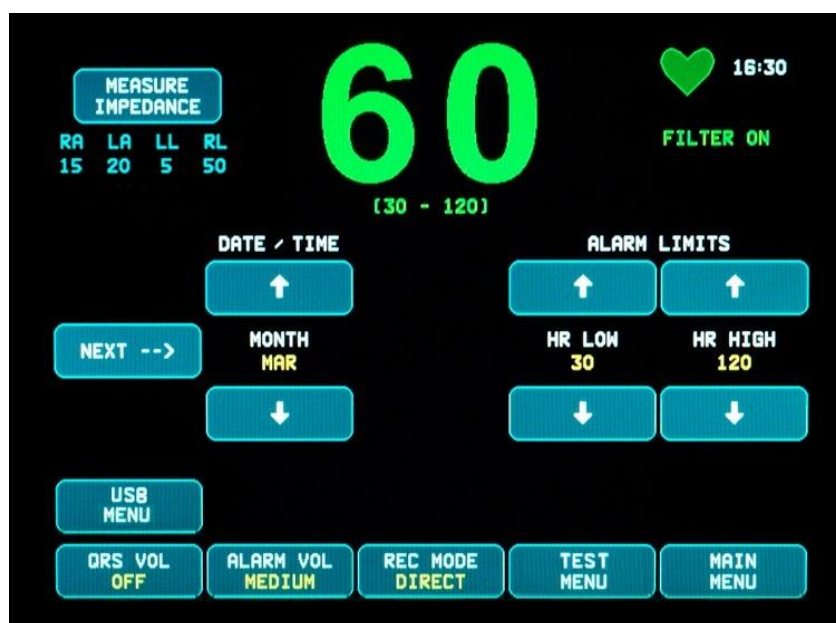 MEASURE
IMPEDANCE
RA LA LL RL
15 20 5 50
60
(30 - 120)
16:30
FILTER ON
DATE / TIME
ALARM LIMITS
↑ ↑ ↑
NEXT -->
MONTH
MAR
HR LOW
30
HR HIGH
120
↓ ↓ ↓
USB
MENU
QRS VOL
OFF
ALARM VOL
MEDIUM
REC MODE
DIRECT
TEST
MENU
MAIN
MENU